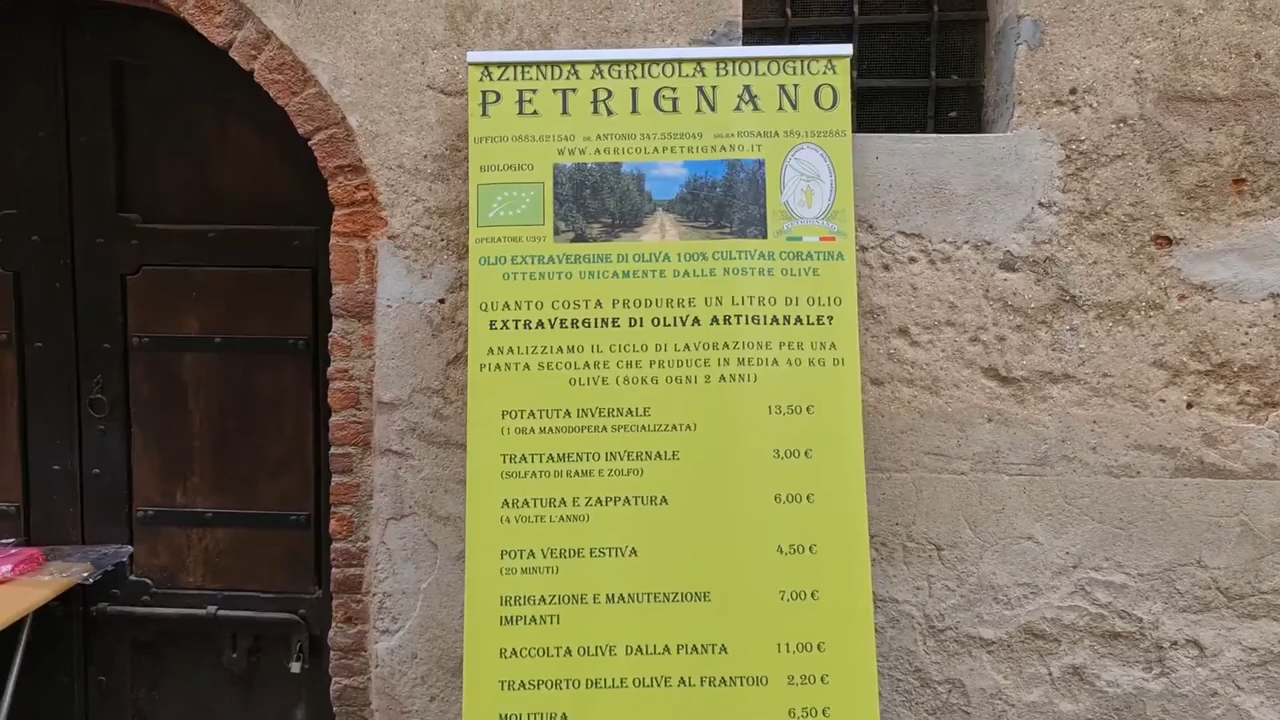 AZIENDA AGRICOLA BIOLOGICA
PETRIGNANO
UFFICIO 0883.621540 DR. ANTONIO 347.5522049 SIG.RA ROSARIA 389.1522885
WWW.AGRICOLAPETRIGNANO.IT
BIOLOGICO
OPERATORE U397
PETRIGNANO
OLIO EXTRAVERGINE DI OLIVA 100% CULTIVAR CORATINA
OTTENUTO UNICAMENTE DALLE NOSTRE OLIVE
QUANTO COSTA PRODURRE UN LITRO DI OLIO
EXTRAVERGINE DI OLIVA ARTIGIANALE?
ANALIZZIAMO IL CICLO DI LAVORAZIONE PER UNA
PIANTA SECOLARE CHE PRUDUCE IN MEDIA 40 KG DI
OLIVE (80KG OGNI 2 ANNI)
POTATUTA INVERNALE 13,50 €
(1 ORA MANODOPERA SPECIALIZZATA)
TRATTAMENTO INVERNALE 3,00 €
(SOLFATO DI RAME E ZOLFO)
ARATURA E ZAPPATURA 6,00 €
(4 VOLTE L'ANNO)
POTA VERDE ESTIVA 4,50 €
(20 MINUTI)
IRRIGAZIONE E MANUTENZIONE 7,00 €
IMPIANTI
RACCOLTA OLIVE DALLA PIANTA 11,00 €
TRASPORTO DELLE OLIVE AL FRANTOIO 2,20 €
MOLITURA 6,50 €